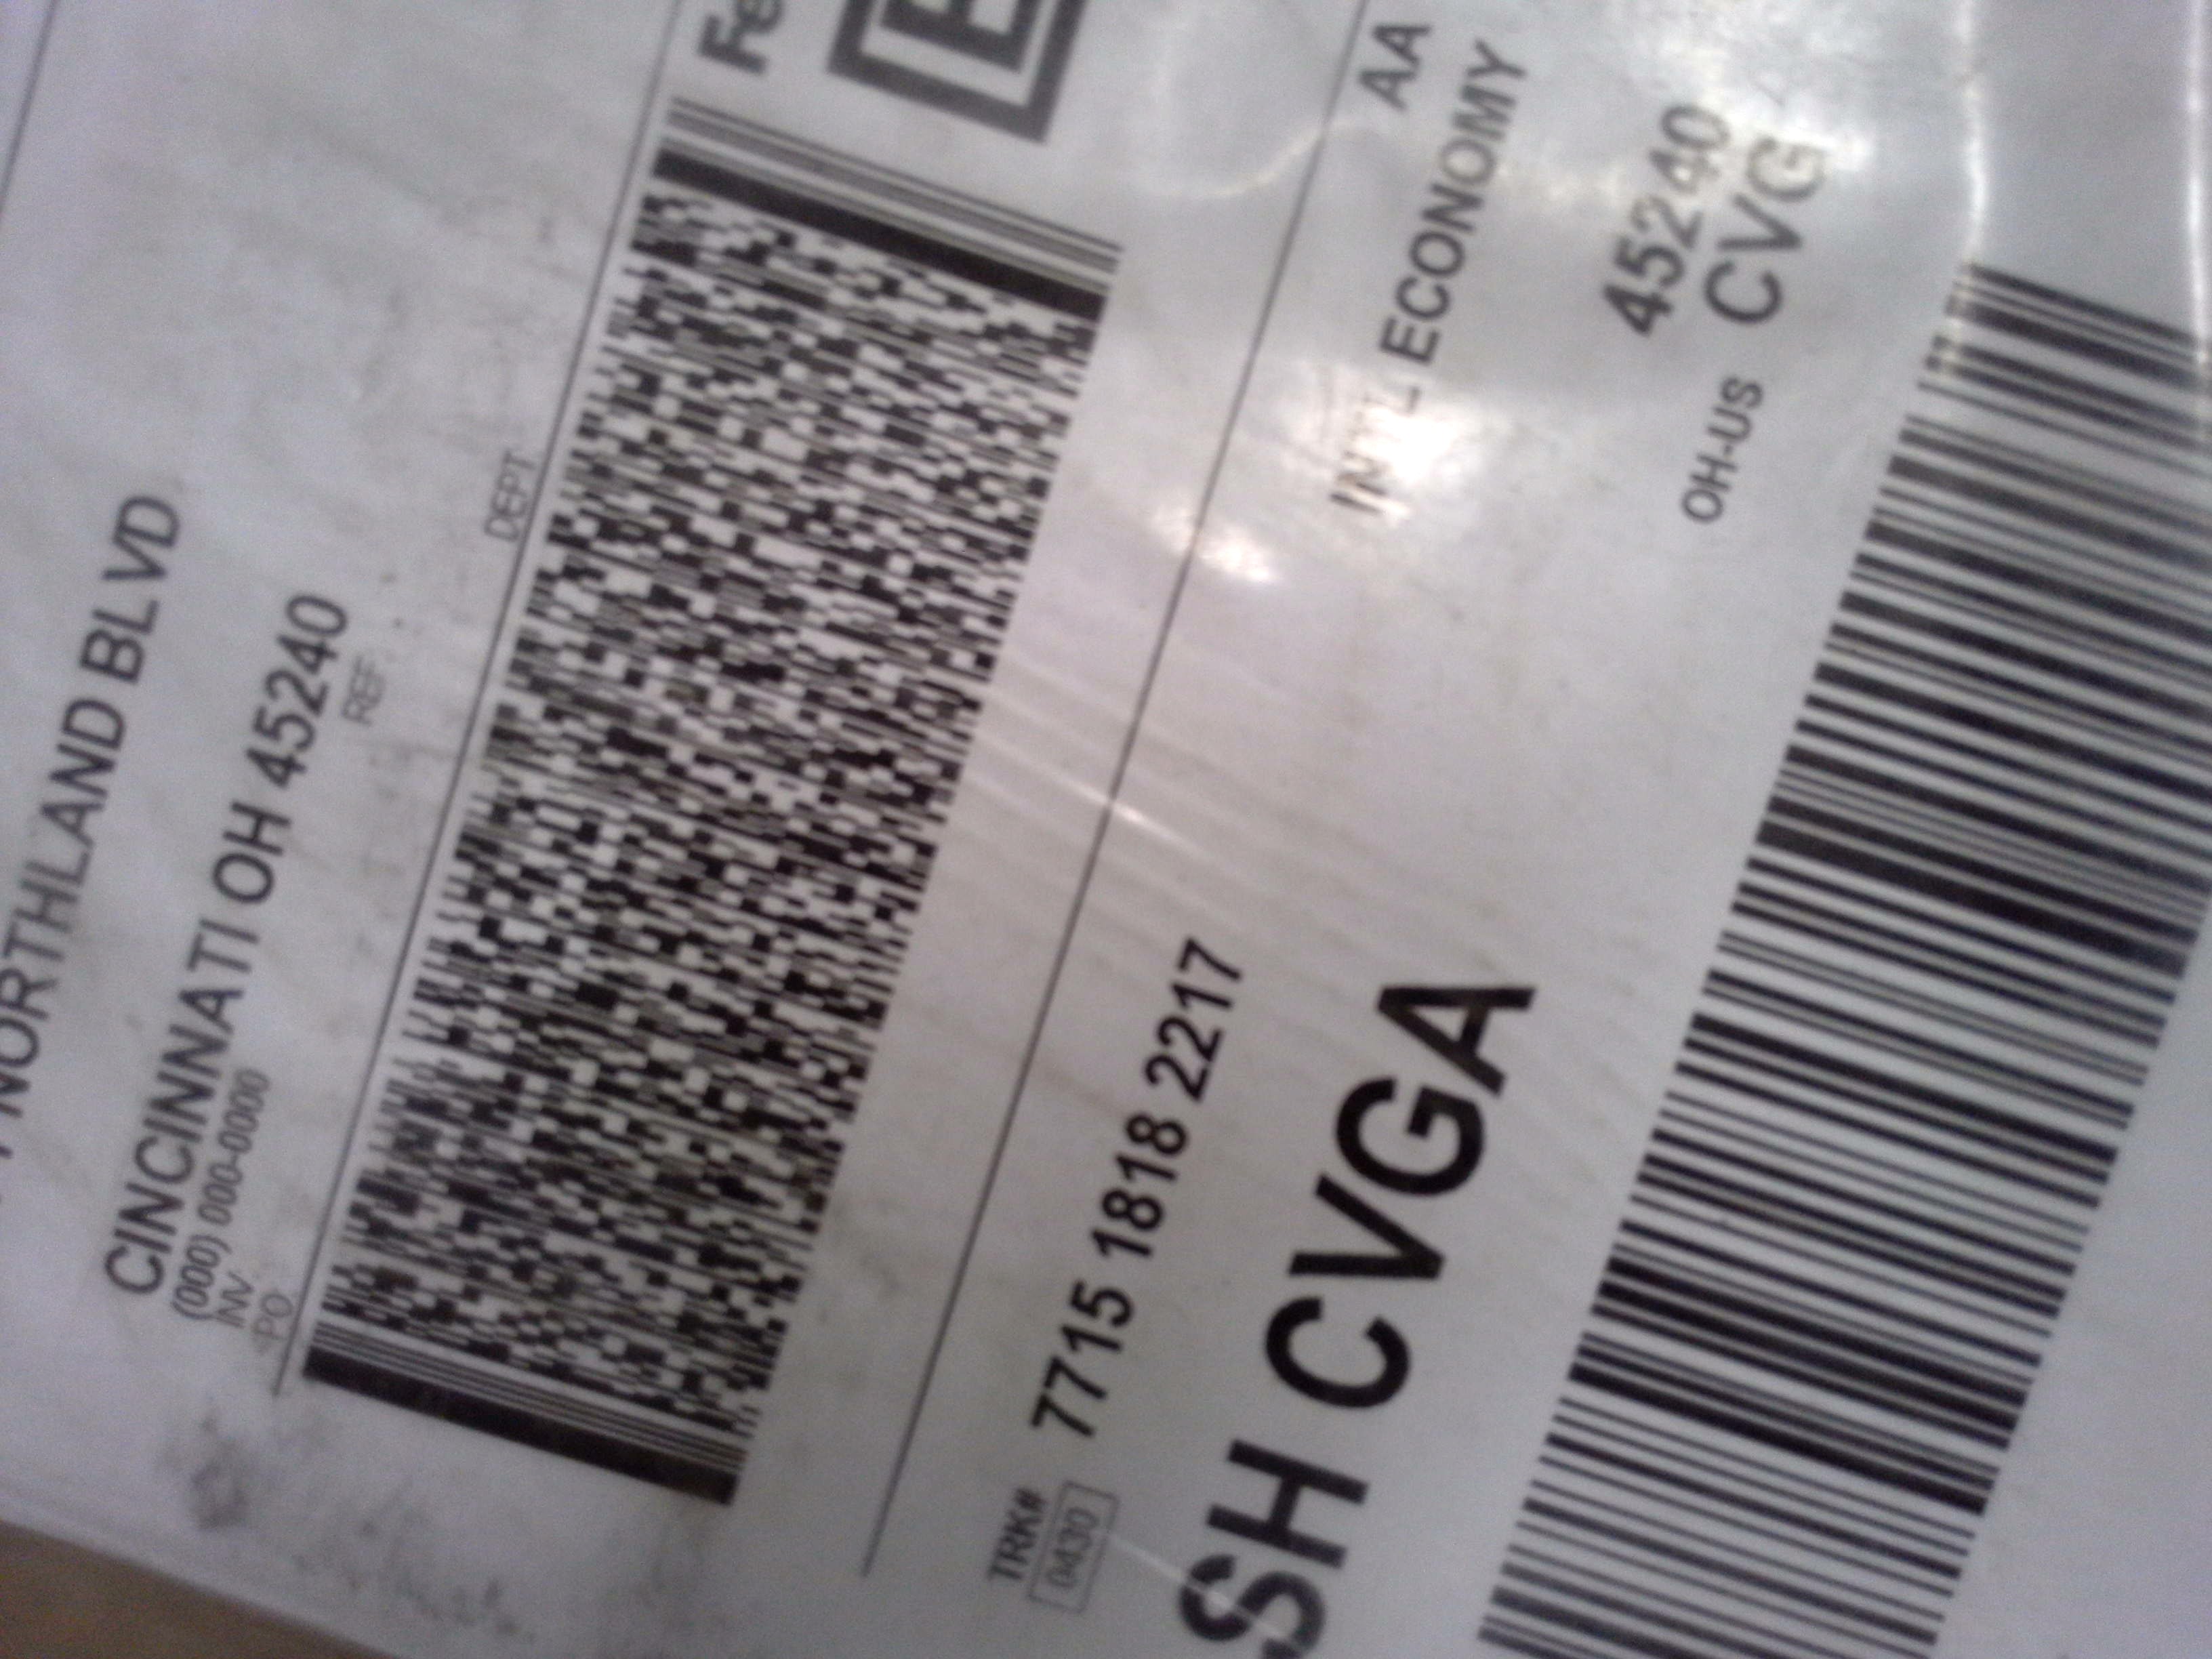 NORTHLAND BLVD
CINCINNATI OH 45240
(000) 000-0000
REF:
INV
PO
DEPT
Fe
E
TRK#
0430
7715 1818 2217
AA
INTL ECONOMY
SH CVGA
45240
OH-US CVG